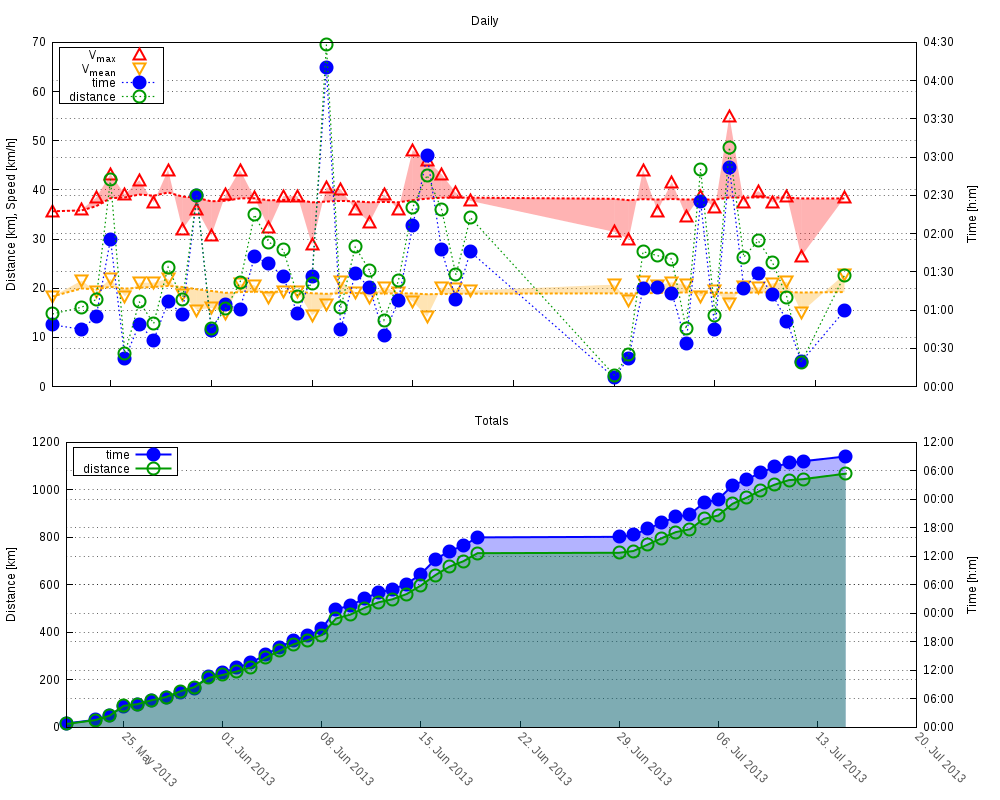 Daily
Distance [km], Speed [km/h]
70
60
50
40
30
20
10
0
Vmax
Vmean
time
distance
04:30
04:00
03:30
03:00
02:30
02:00
01:30
01:00
00:30
00:00
Time [h:m]
Totals
Distance [km]
1200
1000
800
600
400
200
0
time
distance
12:00
06:00
00:00
18:00
12:00
06:00
00:00
18:00
12:00
06:00
00:00
Time [h:m]
25. May 2013
01. Jun 2013
08. Jun 2013
15. Jun 2013
22. Jun 2013
29. Jun 2013
06. Jul 2013
13. Jul 2013
20. Jul 2013